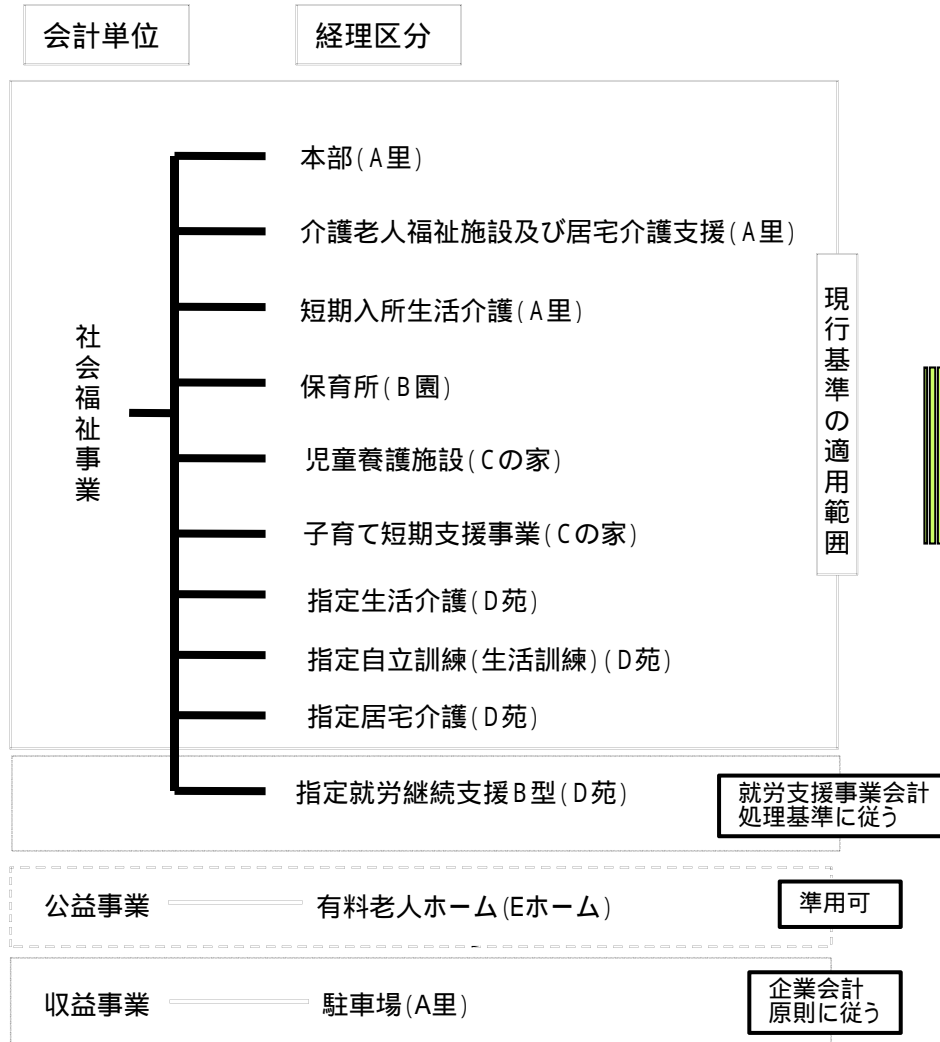 会計単位
経理区分
本部(A里)
介護老人福祉施設及び居宅介護支援(A里)
短期入所生活介護(A里)
保育所(B園)
児童養護施設(Cの家)
子育て短期支援事業(Cの家)
指定生活介護(D苑)
指定自立訓練(生活訓練)(D苑)
指定居宅介護(D苑)
指定就労継続支援B型(D苑)
社会福祉事業
現行基準の適用範囲
就労支援事業会計
処理基準に従う
公益事業
有料老人ホーム(Eホーム)
準用可
収益事業
駐車場(A里)
企業会計
原則に従う